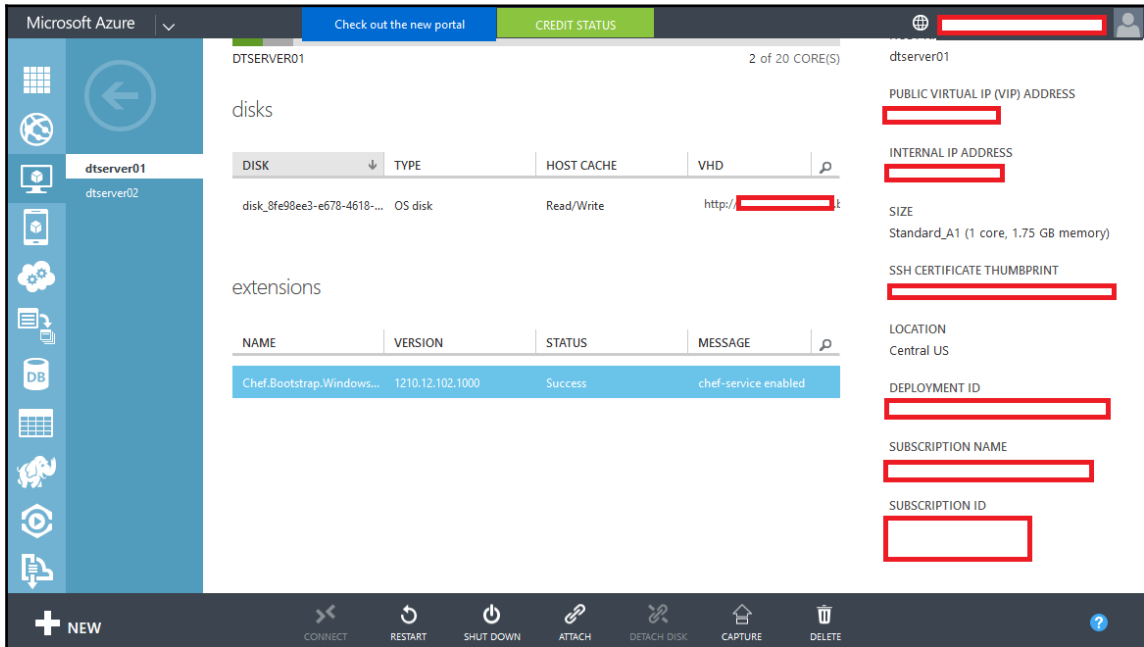 Microsoft Azure
Check out the new portal
CREDIT STATUS
dtserver01
dtserver02
DTSERVER01
2 of 20 CORE(S)
disks
DISK TYPE HOST CACHE VHD
disk_8fe98ee3-e678-4618-... OS disk Read/Write http://
extensions
NAME VERSION STATUS MESSAGE
Chef.Bootstrap.Windows... 1210.12.102.1000 Success chef-service enabled
dtserver01
PUBLIC VIRTUAL IP (VIP) ADDRESS
INTERNAL IP ADDRESS
SIZE
Standard_A1 (1 core, 1.75 GB memory)
SSH CERTIFICATE THUMBPRINT
LOCATION
Central US
DEPLOYMENT ID
SUBSCRIPTION NAME
SUBSCRIPTION ID
DB
NEW
CONNECT
RESTART
SHUT DOWN
ATTACH
DETACH DISK
CAPTURE
DELETE
?